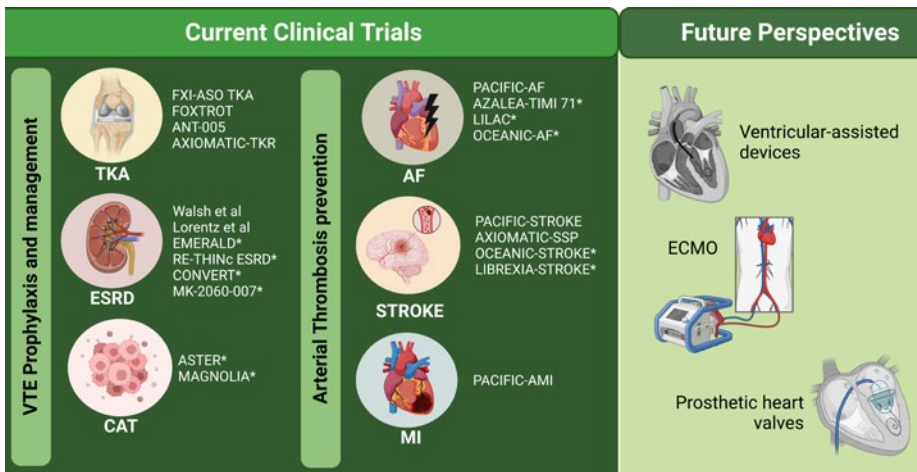 Current Clinical Trials
Future Perspectives
VTE Prophylaxis and management
FXI-ASO TKA
FOXTROT
ANT-005
AXIOMATIC-TKR
TKA
Walsh et al
Lorentz et al
EMERALD*
RE-THINc ESRD*
CONVERT*
MK-2060-007*
ESRD
ASTER*
MAGNOLIA*
CAT
Arterial Thrombosis prevention
PACIFIC-AF
AZALEA-TIMI 71*
LILAC*
OCEANIC-AF*
AF
PACIFIC-STROKE
AXIOMATIC-SSP
OCEANIC-STROKE*
LIBREXIA-STROKE*
STROKE
PACIFIC-AMI
MI
Ventricular-assisted
devices
ECMO
Prosthetic heart
valves